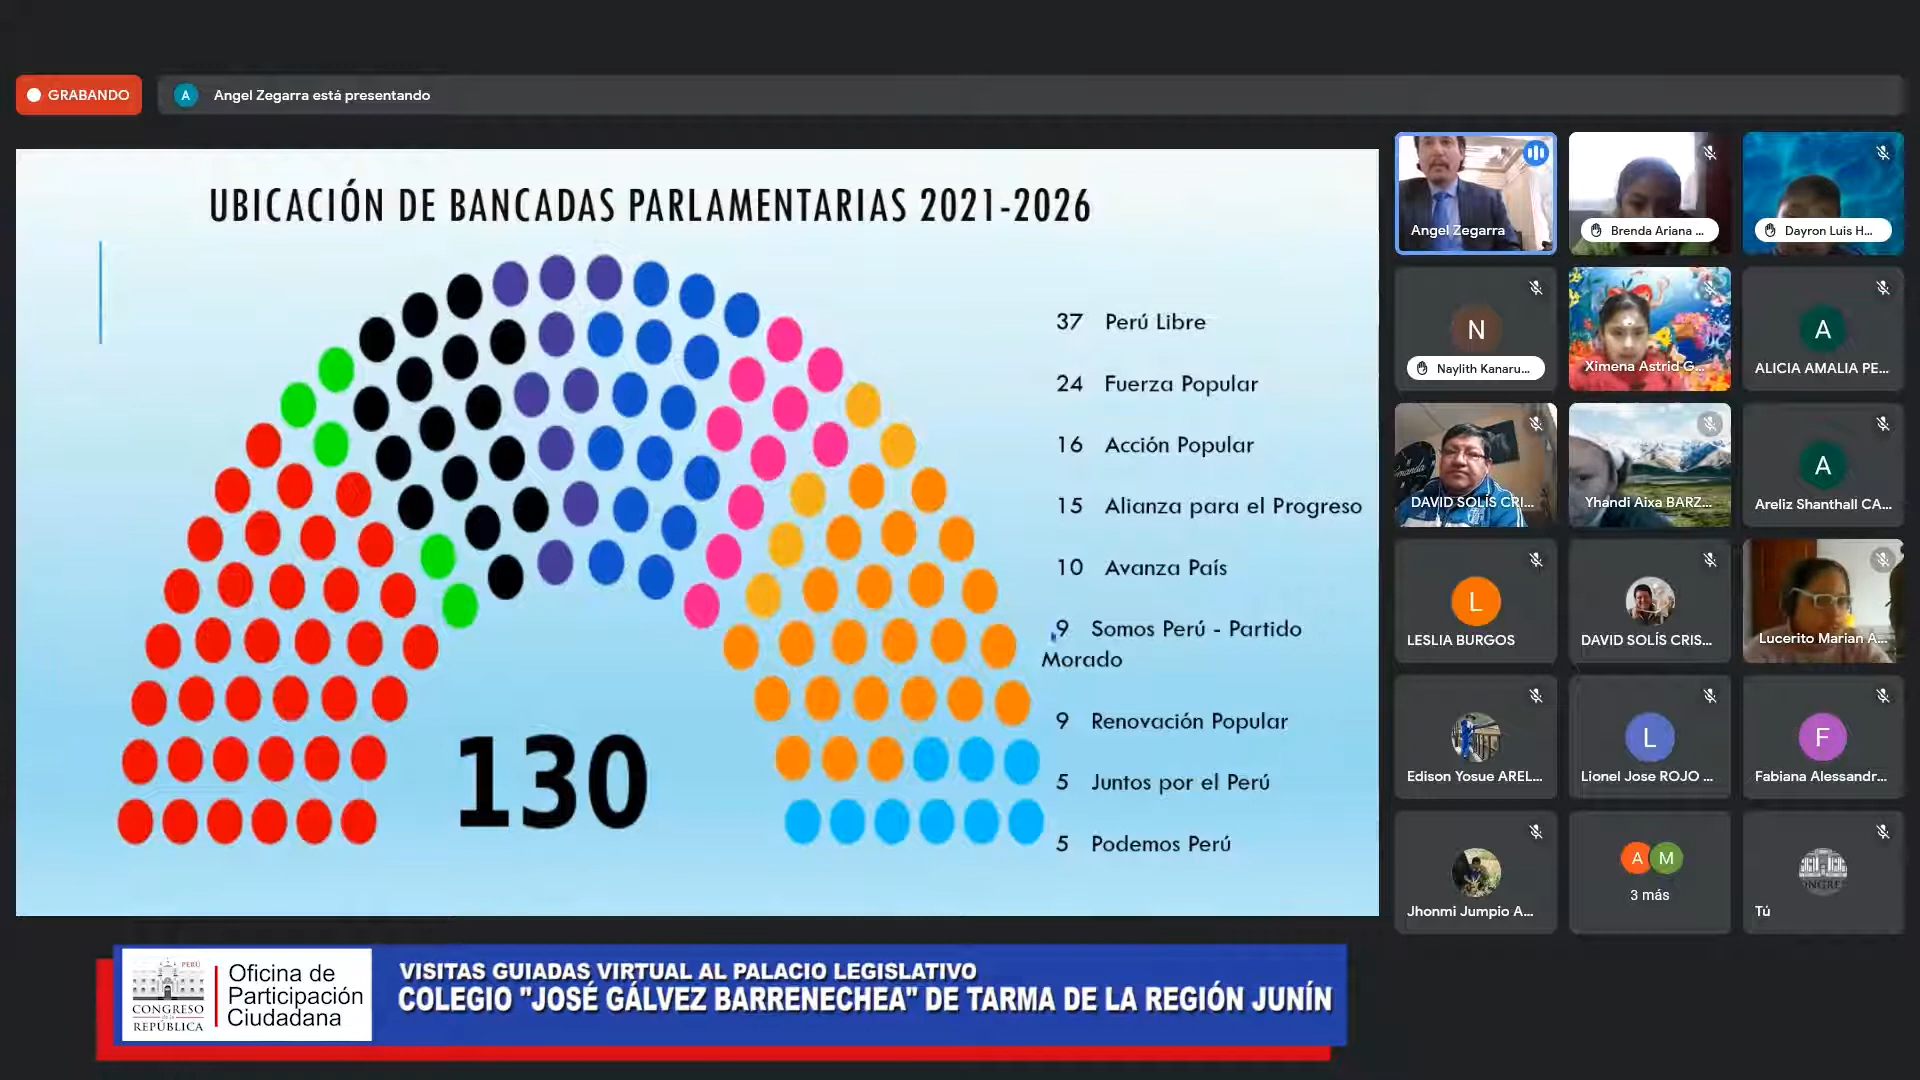 GRABANDO
A Angel Zegarra está presentando
UBICACIÓN DE BANCADAS PARLAMENTARIAS 2021-2026
37 Perú Libre
24 Fuerza Popular
16 Acción Popular
15 Alianza para el Progreso
10 Avanza País
9 Somos Perú - Partido
Morado
9 Renovación Popular
5 Juntos por el Perú
5 Podemos Perú
130
Angel Zegarra
Brenda Ariana ...
Dayron Luis H...
N
Naylith Kanaru...
Ximena Astrid G...
A
ALICIA AMALIA PE...
DAVID SOLÍS CRI...
Yhandi Aixa BARZ...
A
Areliz Shanthall CA...
L
LESLIA BURGOS
DAVID SOLÍS CRIS...
Lucerito Marian A...
Edison Yosue AREL...
L
Lionel Jose ROJO ...
F
Fabiana Alessandr...
Jhonmi Jumpio A...
A M
3 más
Tú
PERÚ
CONGRESO
de la
REPÚBLICA
Oficina de
Participación
Ciudadana
VISITAS GUIADAS VIRTUAL AL PALACIO LEGISLATIVO
COLEGIO "JOSÉ GÁLVEZ BARRENECHEA" DE TARMA DE LA REGIÓN JUNÍN